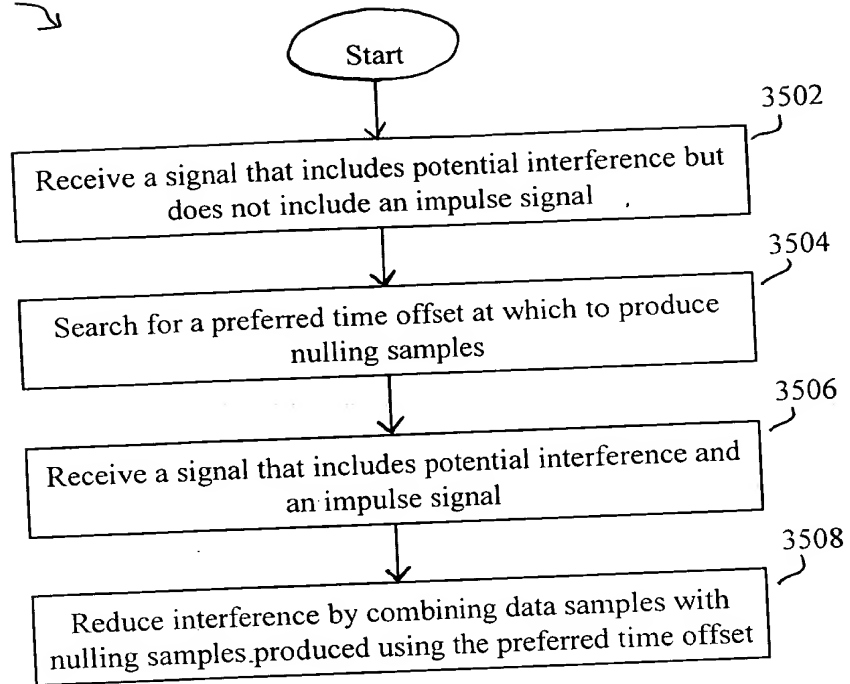 Start
3502
Receive a signal that includes potential interference but
does not include an impulse signal
3504
Search for a preferred time offset at which to produce
nulling samples
3506
Receive a signal that includes potential interference and
an impulse signal
3508
Reduce interference by combining data samples with
nulling samples produced using the preferred time offset